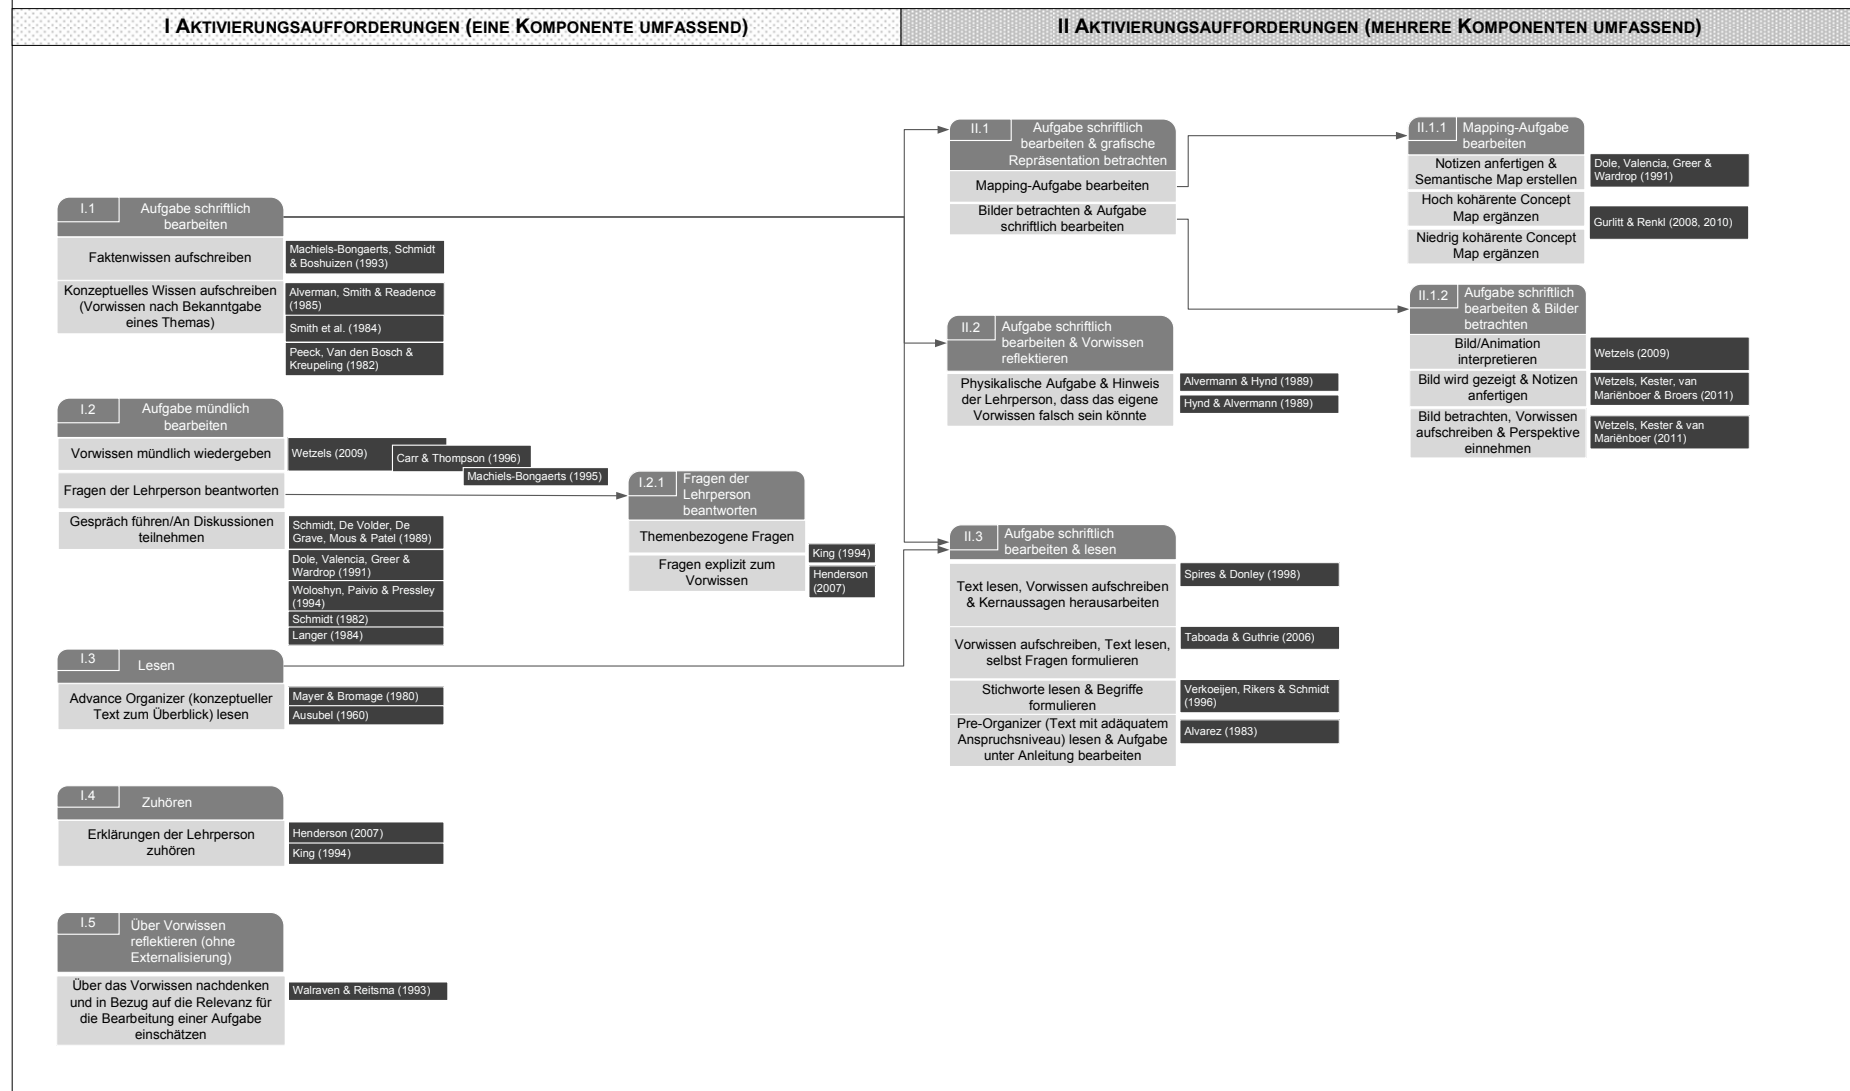 I AKTIVIERUNGSAUFFORDERUNGEN (EINE KOMPONENTE UMFASSEND)
II AKTIVIERUNGSAUFFORDERUNGEN (MEHRERE KOMPONENTEN UMFASSEND)
I.1
Aufgabe schriftlich
bearbeiten
Faktenwissen aufschreiben
Machiels-Bongaerts, Schmidt
& Boshuizen (1993)
Konzeptuelles Wissen aufschreiben
(Vorwissen nach Bekanntgabe
eines Themas)
Alverman, Smith & Readence
(1985)
Smith et al. (1984)
Peeck, Van den Bosch &
Kreupeling (1982)
I.2
Aufgabe mündlich
bearbeiten
Vorwissen mündlich wiedergeben
Wetzels (2009)
Carr & Thompson (1996)
Machiels-Bongaerts (1995)
Fragen der Lehrperson beantworten
Gespräch führen/An Diskussionen
teilnehmen
Schmidt, De Volder, De
Grave, Mous & Patel (1989)
Dole, Valencia, Greer &
Wardrop (1991)
Woloshyn, Paivio & Pressley
(1994)
Schmidt (1982)
Langer (1984)
I.2.1
Fragen der
Lehrperson
beantworten
Themenbezogene Fragen
Fragen explizit zum
Vorwissen
King (1994)
Henderson
(2007)
I.3
Lesen
Advance Organizer (konzeptueller
Text zum Überblick) lesen
Mayer & Bromage (1980)
Ausubel (1960)
I.4
Zuhören
Erklärungen der Lehrperson
zuhören
Henderson (2007)
King (1994)
I.5
Über Vorwissen
reflektieren (ohne
Externalisierung)
Über das Vorwissen nachdenken
und in Bezug auf die Relevanz für
die Bearbeitung einer Aufgabe
einschätzen
Walraven & Reitsma (1993)
II.1
Aufgabe schriftlich
bearbeiten & grafische
Repräsentation betrachten
Mapping-Aufgabe bearbeiten
Bilder betrachten & Aufgabe
schriftlich bearbeiten
II.2
Aufgabe schriftlich
bearbeiten & Vorwissen
reflektieren
Physikalische Aufgabe & Hinweis
der Lehrperson, dass das eigene
Vorwissen falsch sein könnte
Alvermann & Hynd (1989)
Hynd & Alvermann (1989)
II.3
Aufgabe schriftlich
bearbeiten & lesen
Text lesen, Vorwissen aufschreiben
& Kernaussagen herausarbeiten
Spires & Donley (1998)
Vorwissen aufschreiben, Text lesen,
selbst Fragen formulieren
Taboada & Guthrie (2006)
Stichworte lesen & Begriffe
formulieren
Verkoeijen, Rikers & Schmidt
(1996)
Pre-Organizer (Text mit adäquatem
Anspruchsniveau) lesen & Aufgabe
unter Anleitung bearbeiten
Alvarez (1983)
II.1.1
Mapping-Aufgabe
bearbeiten
Notizen anfertigen &
Semantische Map erstellen
Dole, Valencia, Greer &
Wardrop (1991)
Hoch kohärente Concept
Map ergänzen
Gurlitt & Renkl (2008, 2010)
Niedrig kohärente Concept
Map ergänzen
II.1.2
Aufgabe schriftlich
bearbeiten & Bilder
betrachten
Bild/Animation
interpretieren
Wetzels (2009)
Bild wird gezeigt & Notizen
anfertigen
Wetzels, Kester, van
Mariënboer & Broers (2011)
Bild betrachten, Vorwissen
aufschreiben & Perspektive
einnehmen
Wetzels, Kester & van
Mariënboer (2011)